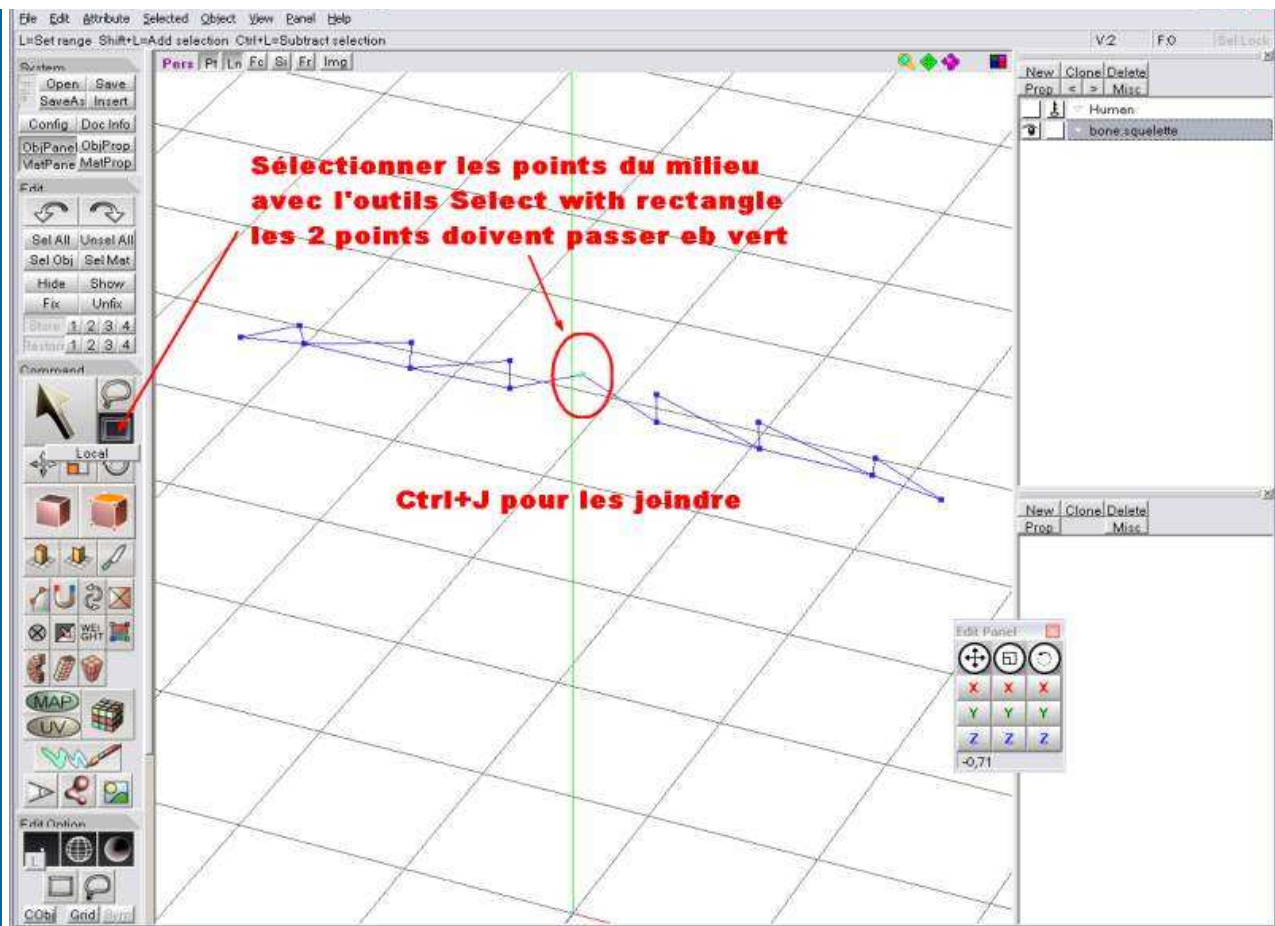 File Edit Attribute Selected Object View Panel Help
L=Set range Shift+L=Add selection Ctrl+L=Subtract selection V:2 F:0 Sel Lock
System
Open Save
SaveAs Insert
Config Doc Info
ObjPanel ObjProp
MatPane MatProp
Edit
Sel All Unsel All
Sel Obj Sel Mat
Hide Show
Fix Unfix
Store 1 2 3 4
1 2 3 4
Command
Local
WEI
GHT
MAP
UV
Edit Option
L
CObj Grid Sym
Pers Pt Ln Fc Si Fr Img
Sélectionner les points du milieu
avec l'outils Select with rectangle
les 2 points doivent passer eb vert
Ctrl+J pour les joindre
New Clone Delete
Prop < > Misc
Human
bone:squelette
New Clone Delete
Prop Misc
Edit Panel
X X X
Y Y Y
Z Z Z
-0,71